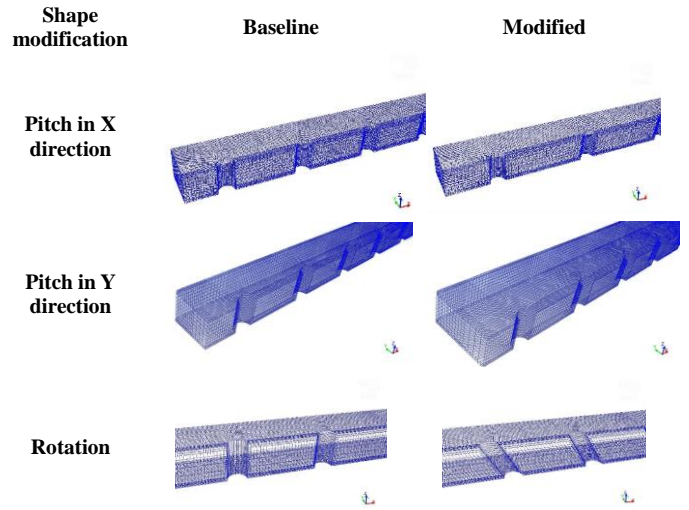 Shape
modification
Baseline
Modified
Pitch in X
direction
Pitch in Y
direction
Rotation